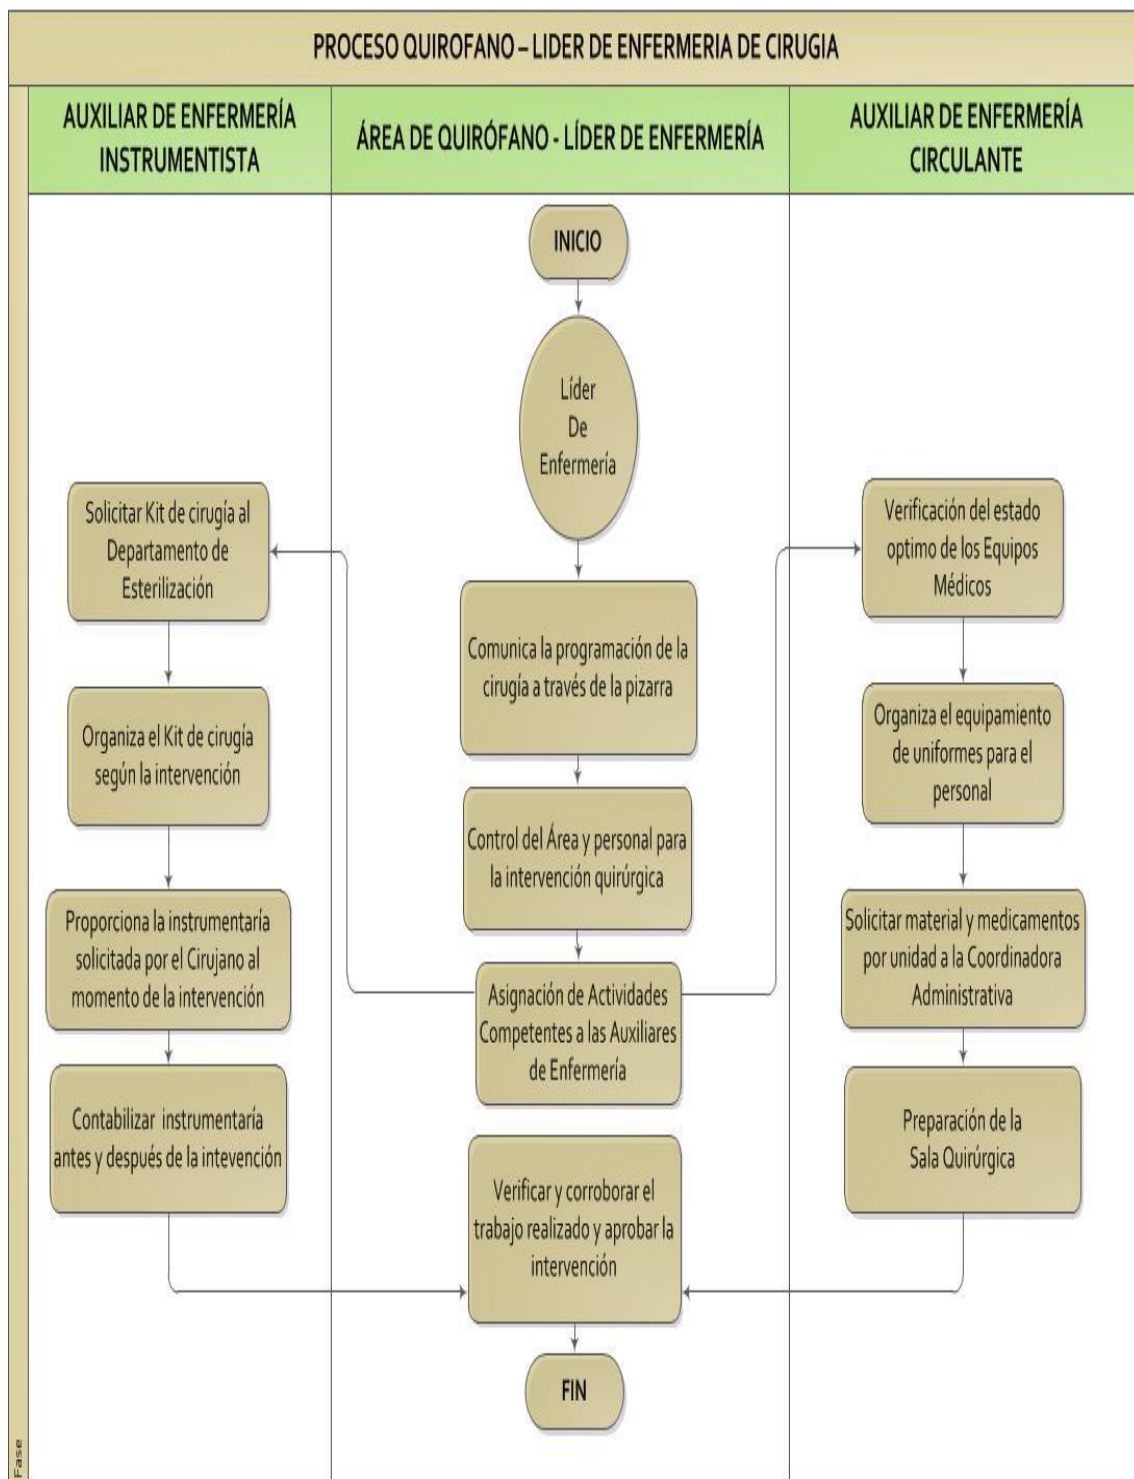 PROCESO QUIROFANO – LIDER DE ENFERMERIA DE CIRUGIA
AUXILIAR DE ENFERMERÍA
INSTRUMENTISTA
ÁREA DE QUIRÓFANO - LÍDER DE ENFERMERÍA
AUXILIAR DE ENFERMERÍA
CIRCULANTE
INICIO
Líder
De
Enfermería
Comunica la programación de la
cirugía a través de la pizarra
Control del Área y personal para
la intervención quirúrgica
Asignación de Actividades
Competentes a las Auxiliares
de Enfermería
Solicitar Kit de cirugía al
Departamento de
Esterilización
Organiza el Kit de cirugía
según la intervención
Proporciona la instrumentaría
solicitada por el Cirujano al
momento de la intervención
Contabilizar instrumentaría
antes y después de la intevención
Verificación del estado
optimo de los Equipos
Médicos
Organiza el equipamiento
de uniformes para el
personal
Solicitar material y medicamentos
por unidad a la Coordinadora
Administrativa
Preparación de la
Sala Quirúrgica
Verificar y corroborar el
trabajo realizado y aprobar la
intervención
FIN
Fase